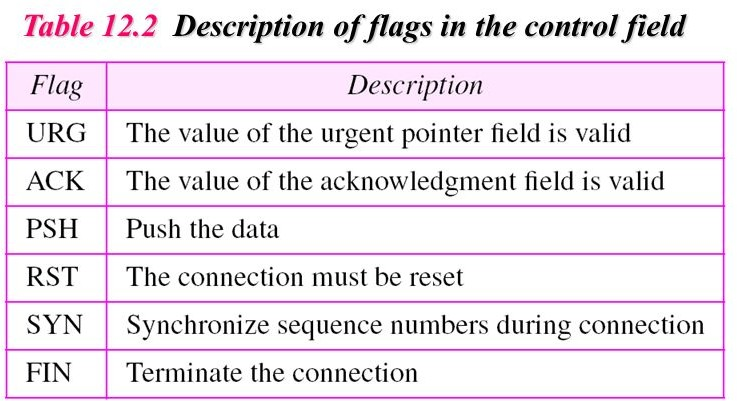 Table 12.2 Description of flags in the control field
Flag Description
URG The value of the urgent pointer field is valid
ACK The value of the acknowledgment field is valid
PSH Push the data
RST The connection must be reset
SYN Synchronize sequence numbers during connection
FIN Terminate the connection